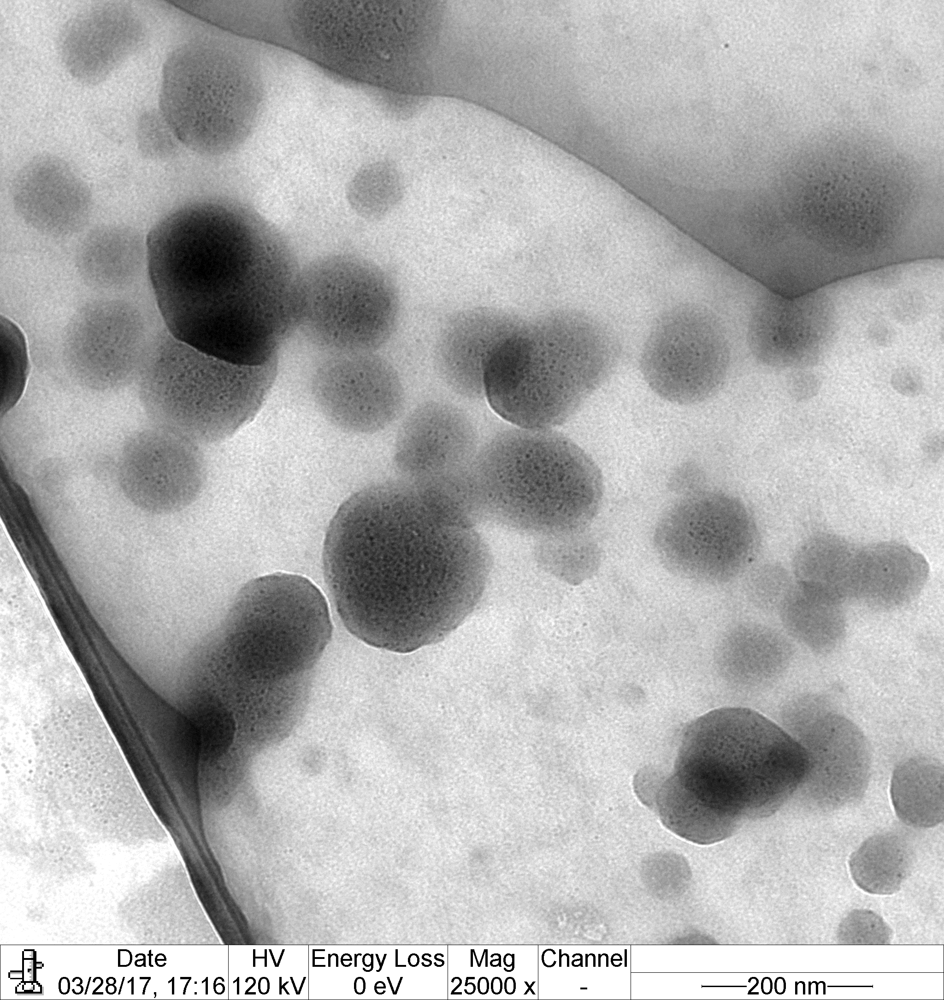 Date HV Energy Loss Mag Channel
03/28/17, 17:16 120 kV 0 eV 25000 x - 200 nm